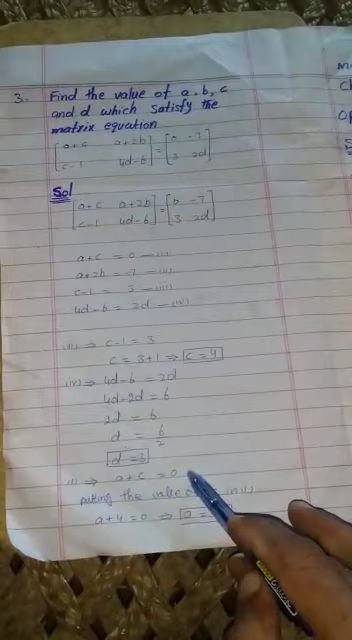 3. Find the value of a, b, c
and d which satisfy the
matrix equation
[a+c a+2b
c-1 4d-6] = [0 -7
3 2d]
Sol
[a+c a+2b
c-1 4d-6] = [0 -7
3 2d]
a+c = 0 — (i)
a+2b = -7 — (ii)
c-1 = 3 — (iii)
4d-6 = 2d — (iv)
(iii) ⇒ c-1 = 3
c = 3+1 ⇒ c=4
(iv) ⇒ 4d-6 = 2d
4d-2d = 6
2d = 6
d = 6/2
d = 3
(i) ⇒ a+c = 0
putting the value in (i)
a+4=0 ⇒ a =